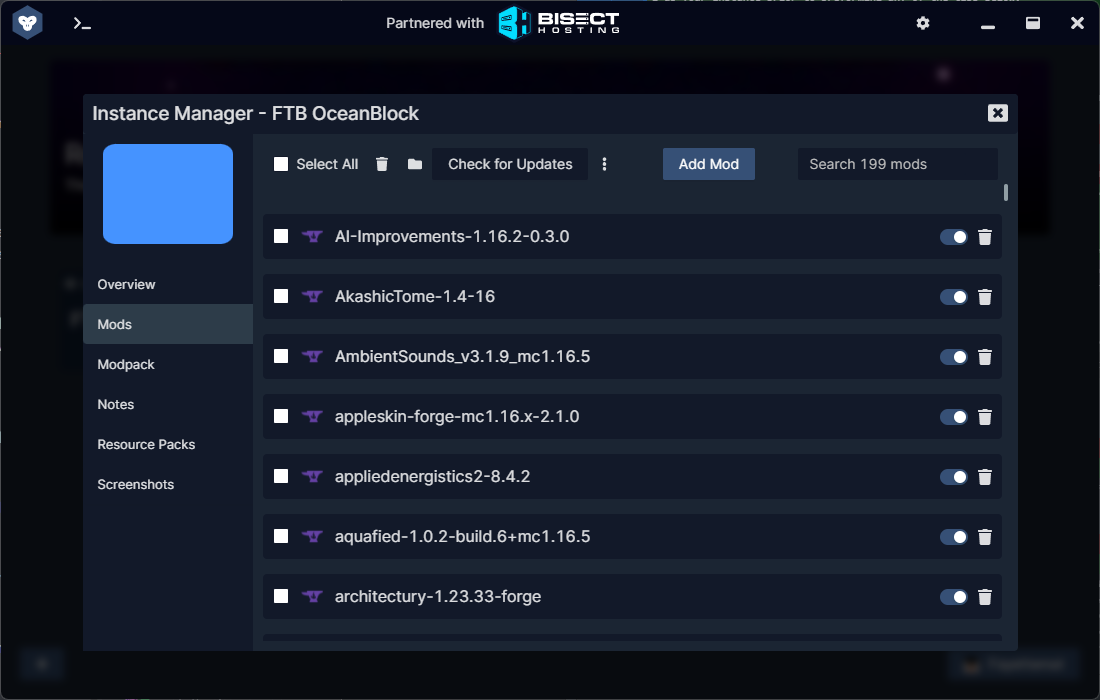 Partnered with BISECT HOSTING
Instance Manager - FTB OceanBlock
Select All Check for Updates Add Mod Search 199 mods
AI-Improvements-1.16.2-0.3.0
AkashicTome-1.4-16
AmbientSounds_v3.1.9_mc1.16.5
appleskin-forge-mc1.16.x-2.1.0
appliedenergistics2-8.4.2
aquafied-1.0.2-build.6+mc1.16.5
architectury-1.23.33-forge
Overview
Mods
Modpack
Notes
Resource Packs
Screenshots